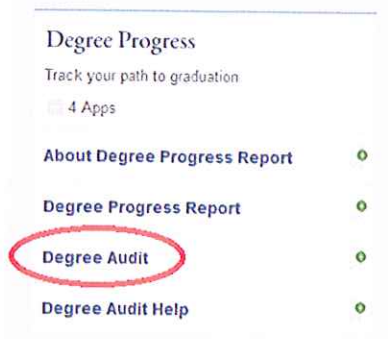 Degree Progress
Track your path to graduation
4 Apps
About Degree Progress Report
Degree Progress Report
Degree Audit
Degree Audit Help